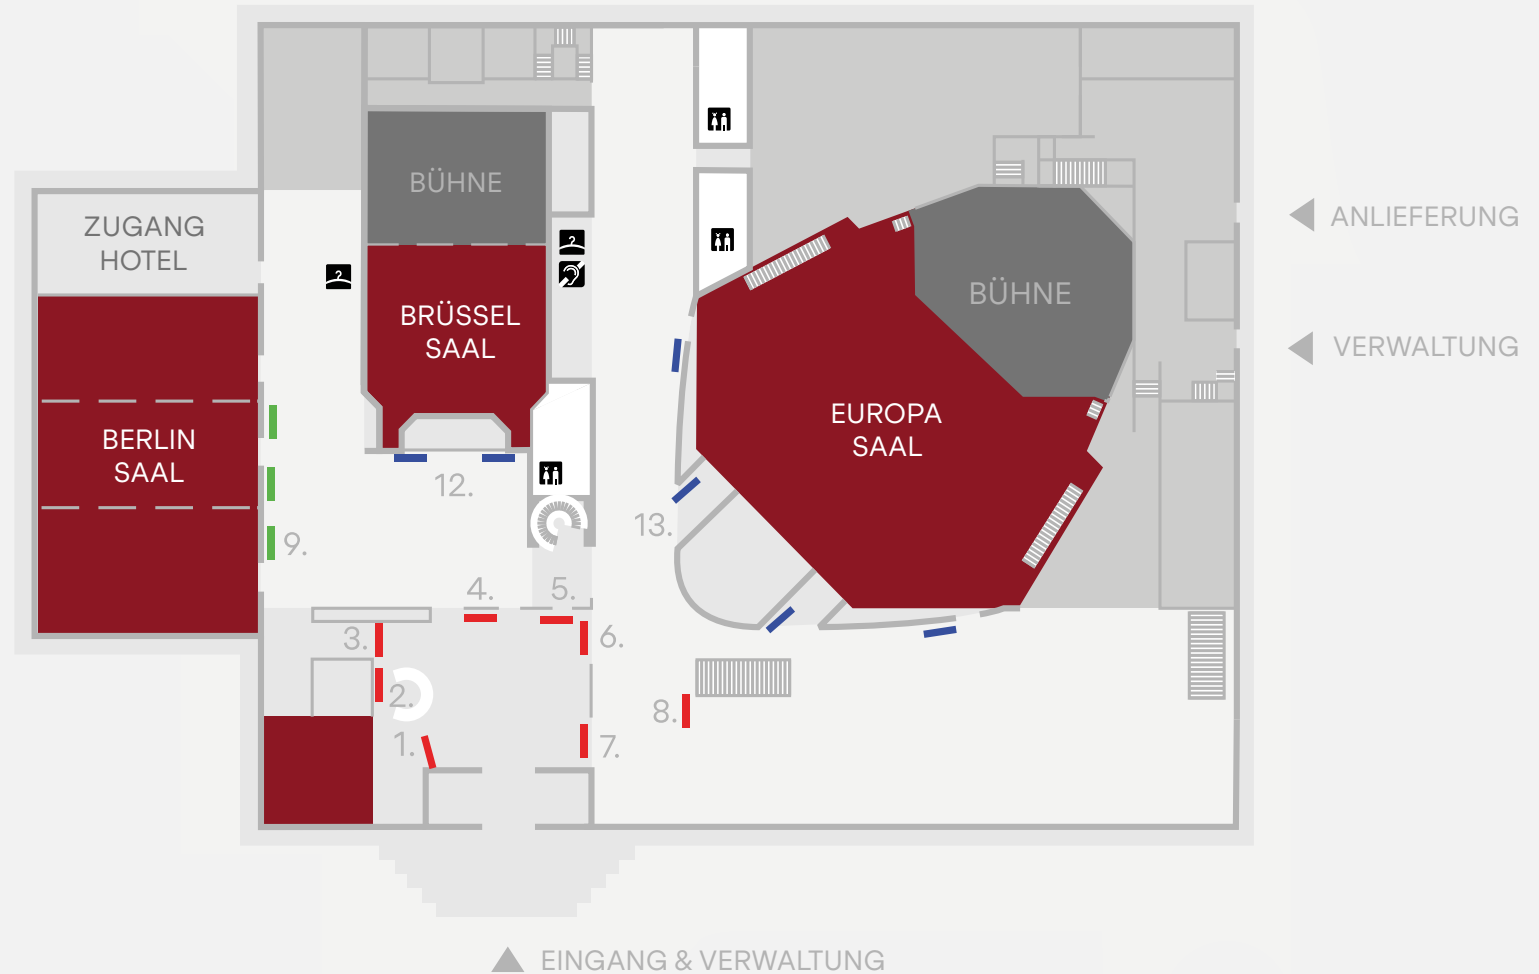 BÜHNE
ZUGANG
HOTEL
ANLIEFERUNG
BÜHNE
BRÜSSEL
SAAL
VERWALTUNG
EUROPA
SAAL
BERLIN
SAAL
12.
13.
9.
4.
5.
3.
6.
2.
8.
1.
7.
EINGANG & VERWALTUNG